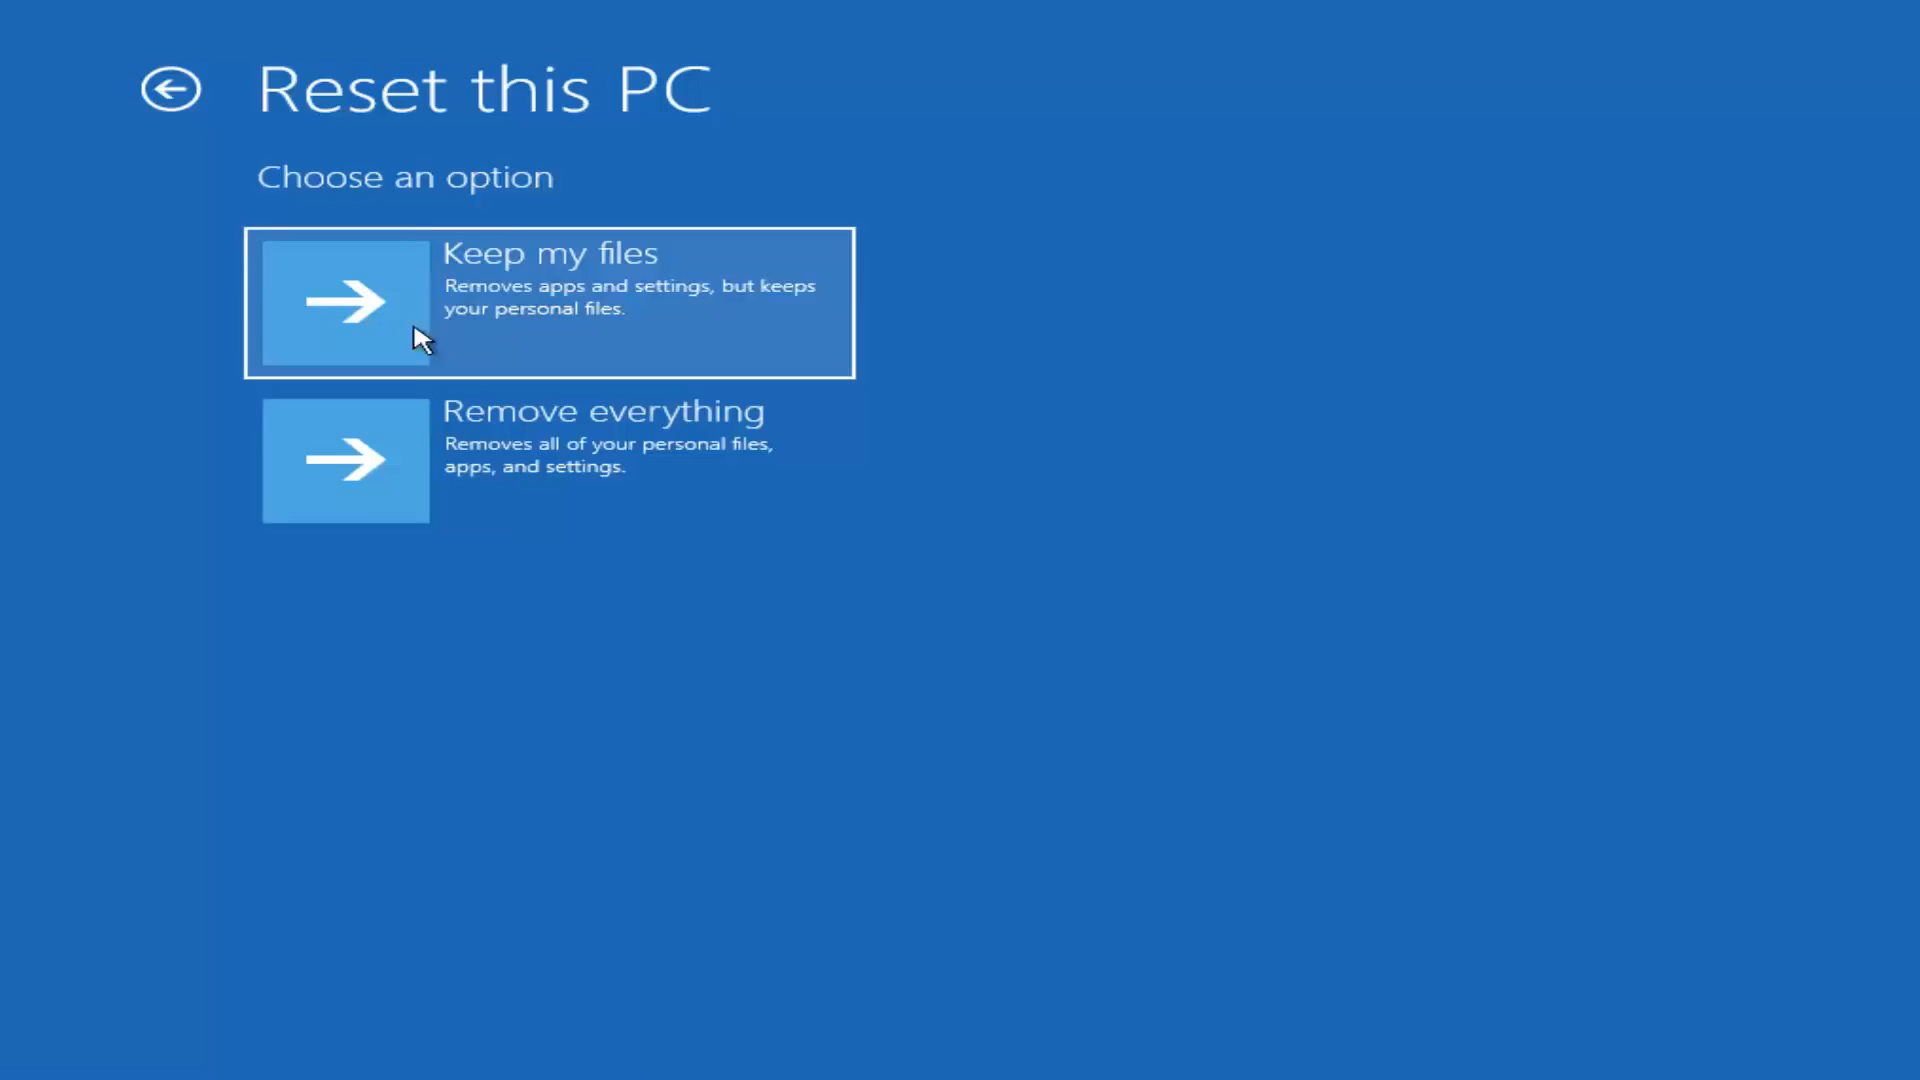 Reset this PC
Choose an option
Keep my files
Removes apps and settings, but keeps
your personal files.
Remove everything
Removes all of your personal files,
apps, and settings.